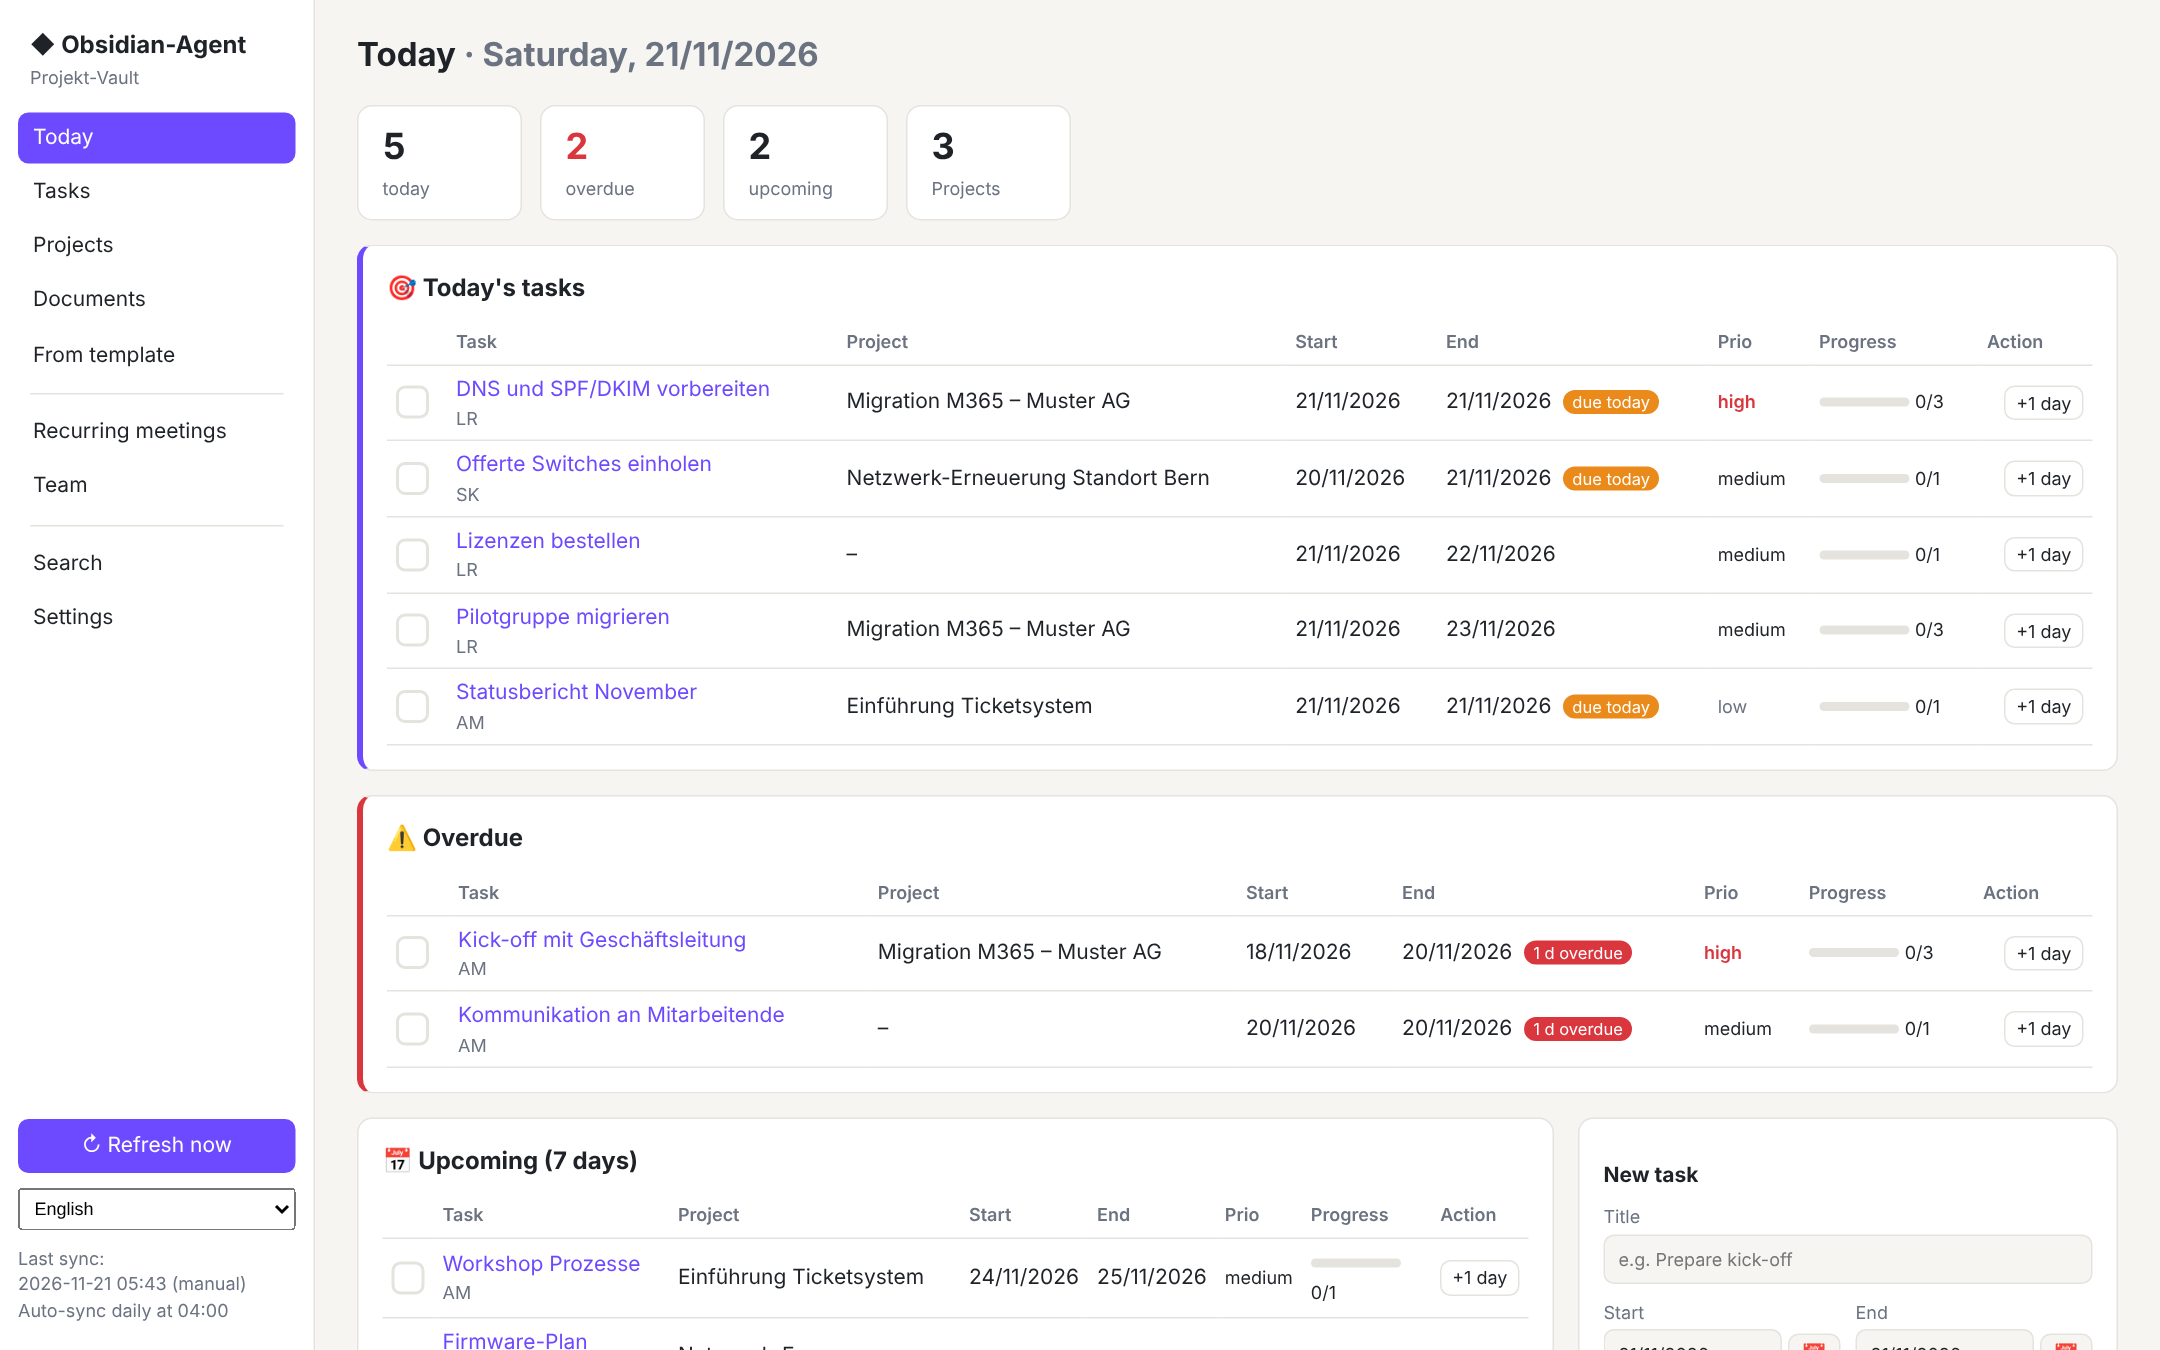 ◆ Obsidian-Agent
Projekt-Vault
Today
Tasks
Projects
Documents
From template
Recurring meetings
Team
Search
Settings
↻ Refresh now
English
Last sync:
2026-11-21 05:43 (manual)
Auto-sync daily at 04:00
Today · Saturday, 21/11/2026
5 today
2 overdue
2 upcoming
3 Projects
🎯 Today's tasks
Task Project Start End Prio Progress Action
DNS und SPF/DKIM vorbereiten
LR
Migration M365 – Muster AG 21/11/2026 21/11/2026 due today high 0/3 +1 day
Offerte Switches einholen
SK
Netzwerk-Erneuerung Standort Bern 20/11/2026 21/11/2026 due today medium 0/1 +1 day
Lizenzen bestellen
LR
– 21/11/2026 22/11/2026 medium 0/1 +1 day
Pilotgruppe migrieren
LR
Migration M365 – Muster AG 21/11/2026 23/11/2026 medium 0/3 +1 day
Statusbericht November
AM
Einführung Ticketsystem 21/11/2026 21/11/2026 due today low 0/1 +1 day
⚠️ Overdue
Task Project Start End Prio Progress Action
Kick-off mit Geschäftsleitung
AM
Migration M365 – Muster AG 18/11/2026 20/11/2026 1 d overdue high 0/3 +1 day
Kommunikation an Mitarbeitende
AM
– 20/11/2026 20/11/2026 1 d overdue medium 0/1 +1 day
📅 Upcoming (7 days)
Task Project Start End Prio Progress Action
Workshop Prozesse
AM
Einführung Ticketsystem 24/11/2026 25/11/2026 medium 0/1 +1 day
Firmware-Plan
New task
Title
e.g. Prepare kick-off
Start End